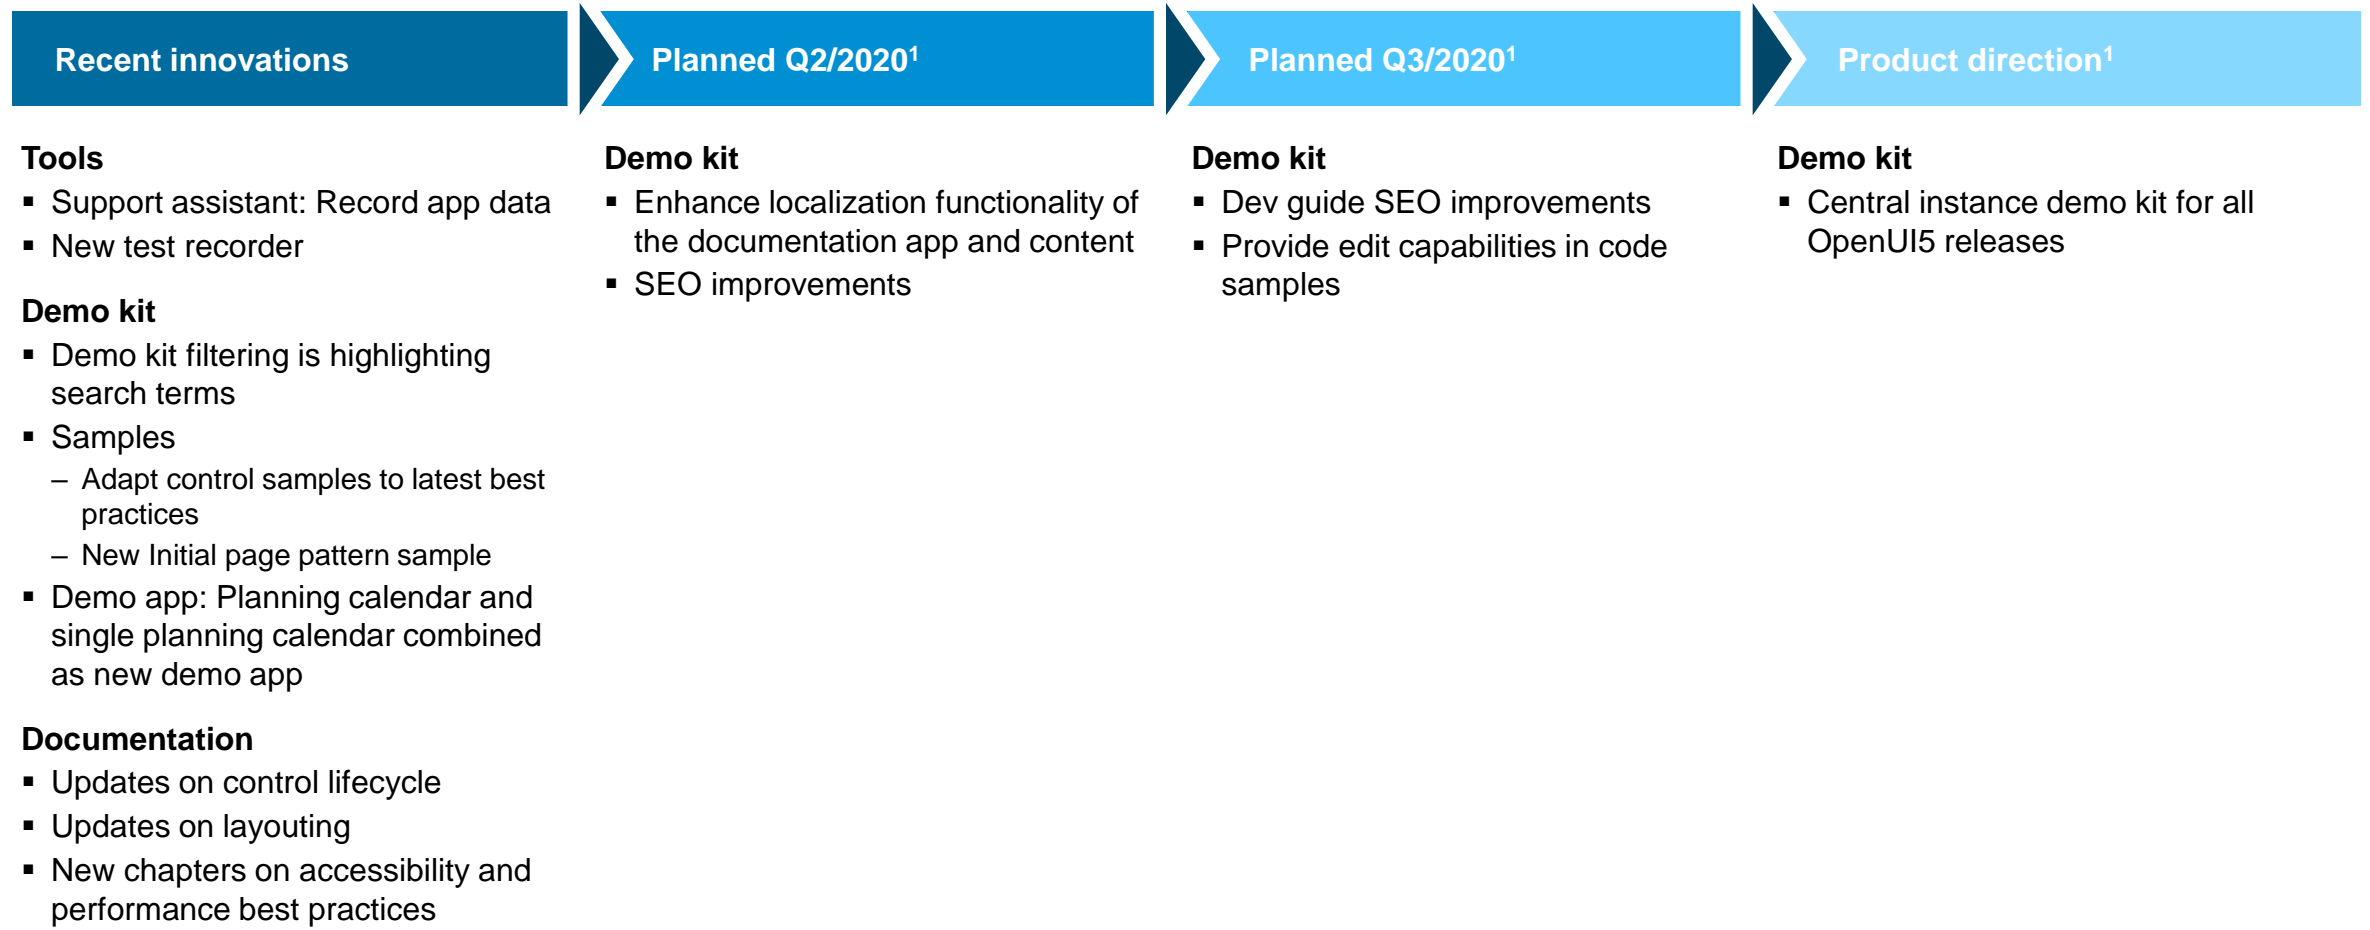 Recent innovations
Planned Q2/2020¹
Planned Q3/2020¹
Product direction¹
Tools
▪ Support assistant: Record app data
▪ New test recorder
Demo kit
▪ Demo kit filtering is highlighting
search terms
▪ Samples
– Adapt control samples to latest best
practices
– New Initial page pattern sample
▪ Demo app: Planning calendar and
single planning calendar combined
as new demo app
Documentation
▪ Updates on control lifecycle
▪ Updates on layouting
▪ New chapters on accessibility and
performance best practices
Demo kit
▪ Enhance localization functionality of
the documentation app and content
▪ SEO improvements
Demo kit
▪ Dev guide SEO improvements
▪ Provide edit capabilities in code
samples
Demo kit
▪ Central instance demo kit for all
OpenUI5 releases